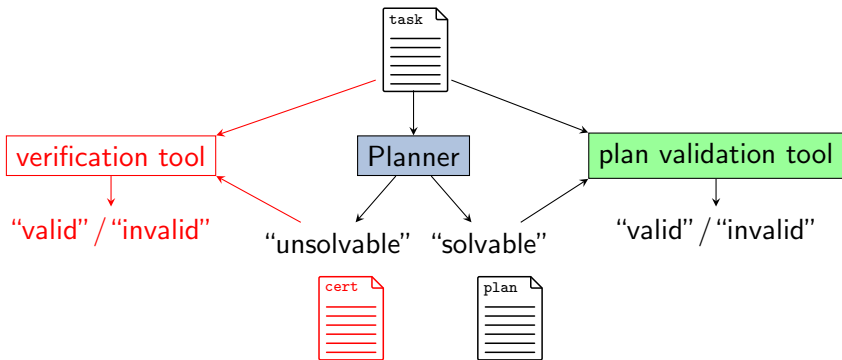 task
verification tool
Planner
plan validation tool
“valid” / “invalid”
“unsolvable”
“solvable”
“valid” / “invalid”
cert
plan